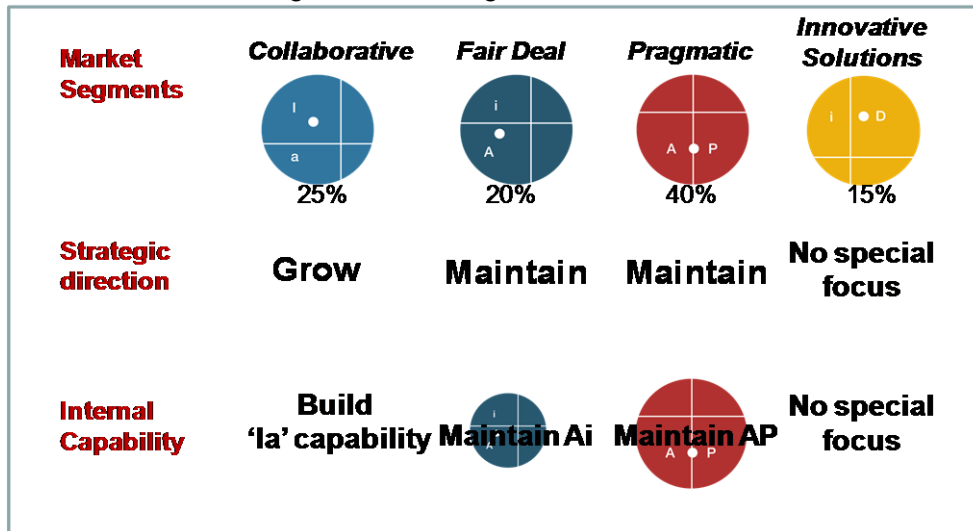 Market
Segments
Collaborative
Fair Deal
Pragmatic
Innovative
Solutions
I
a
i
A
A P
i D
25%
20%
40%
15%
Strategic
direction
Grow
Maintain
Maintain
No special
focus
Internal
Capability
Build
'Ia' capability
i
A
Maintain Ai
Maintain AP
A P
No special
focus